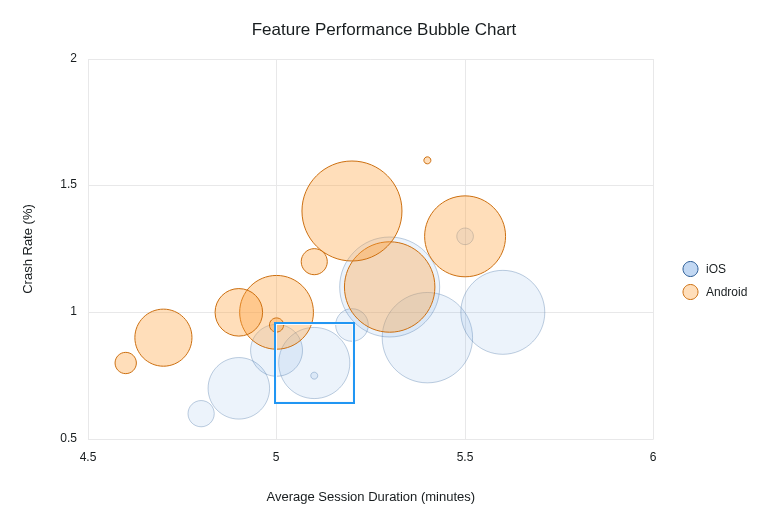 Feature Performance Bubble Chart
2
1.5
1
0.5
Crash Rate (%)
4.5 5 5.5 6
Average Session Duration (minutes)
iOS
Android